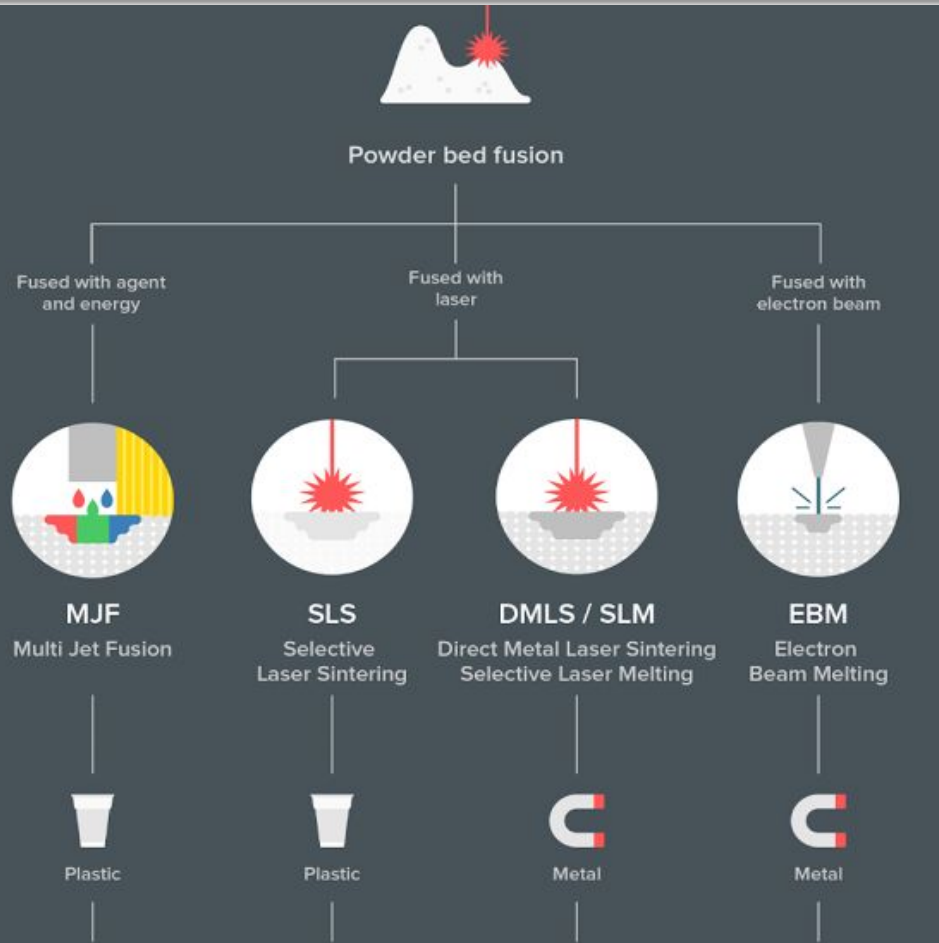 Powder bed fusion
Fused with agent
and energy
Fused with
laser
Fused with
electron beam
MJF
Multi Jet Fusion
SLS
Selective
Laser Sintering
DMLS / SLM
Direct Metal Laser Sintering
Selective Laser Melting
EBM
Electron
Beam Melting
Plastic
Plastic
Metal
Metal